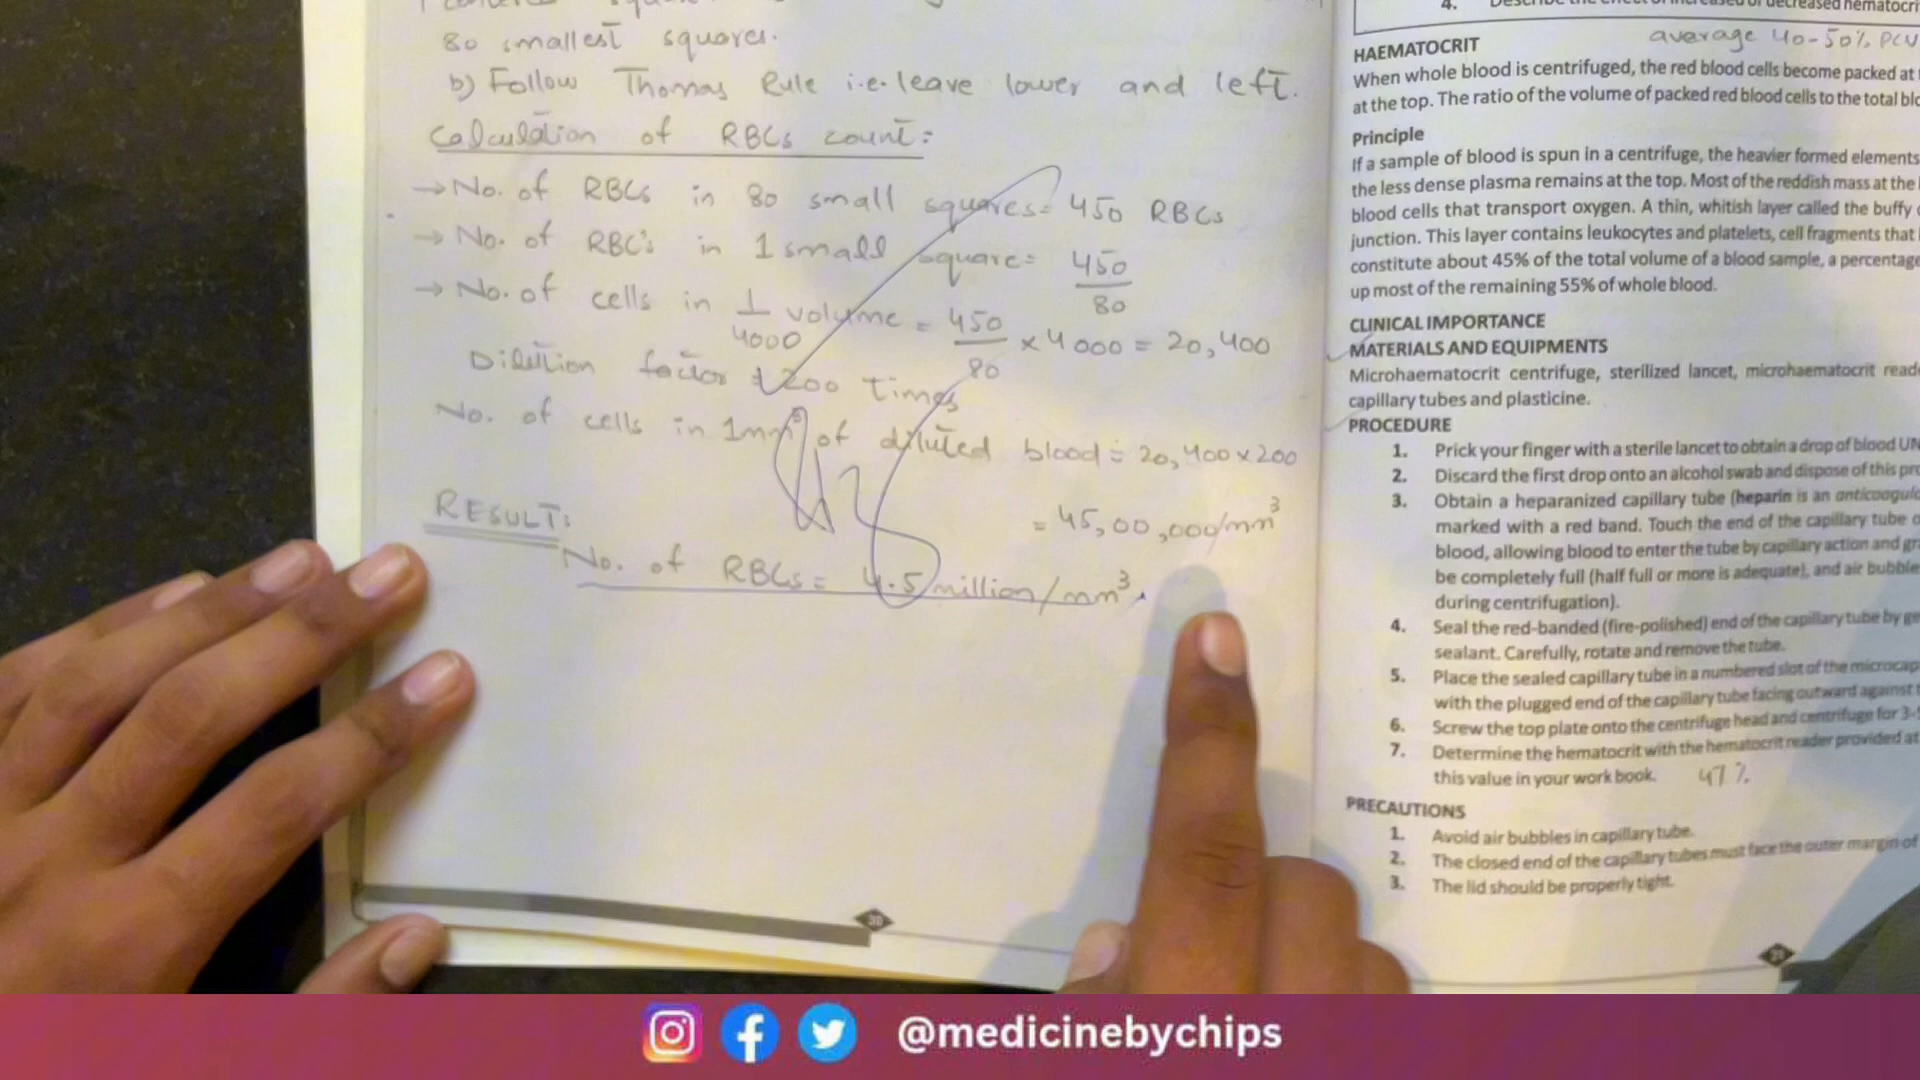 80 smallest squares.
b) Follow Thomas Rule i.e. leave lower and left.
Calculation of RBCs count:
→ No. of RBCs in 80 small squares = 450 RBCs
→ No. of RBC's in 1 small square = 450/80
→ No. of cells in 1/4000 volume = 450/80 x 4000 = 20,400
Dilution factor 1200 times
No. of cells in 1mm³ of diluted blood = 20,400 x 200
= 45,00,000/mm³
RESULT:
No. of RBCs = 4.5 million/mm³.
30
4.
decreased hematocri
average 40-50% PCV
HAEMATOCRIT
When whole blood is centrifuged, the red blood cells become packed at
at the top. The ratio of the volume of packed red blood cells to the total blo
Principle
If a sample of blood is spun in a centrifuge, the heavier formed elements
the less dense plasma remains at the top. Most of the reddish mass at the
blood cells that transport oxygen. A thin, whitish layer called the buffy
junction. This layer contains leukocytes and platelets, cell fragments that
constitute about 45% of the total volume of a blood sample, a percentage
up most of the remaining 55% of whole blood.
CLINICAL IMPORTANCE
MATERIALS AND EQUIPMENTS
Microhaematocrit centrifuge, sterilized lancet, microhaematocrit reade
capillary tubes and plasticine.
PROCEDURE
1. Prick your finger with a sterile lancet to obtain a drop of blood UN
2. Discard the first drop onto an alcohol swab and dispose of this pro
3. Obtain a heparanized capillary tube (heparin is an anticoagula
marked with a red band. Touch the end of the capillary tube
blood, allowing blood to enter the tube by capillary action and gr
be completely full (half full or more is adequate), and air bubble
during centrifugation).
4. Seal the red-banded (fire-polished) end of the capillary tube by ge
sealant. Carefully, rotate and remove the tube.
5. Place the sealed capillary tube in a numbered slot of the microcap
with the plugged end of the capillary tube facing outward against
6. Screw the top plate onto the centrifuge head and centrifuge for 3-
7. Determine the hematocrit with the hematocrit reader provided at
this value in your work book. 47%
PRECAUTIONS
1. Avoid air bubbles in capillary tube.
2. The closed end of the capillary tubes must face the outer margin of
3. The lid should be properly tight.
@medicinebychips